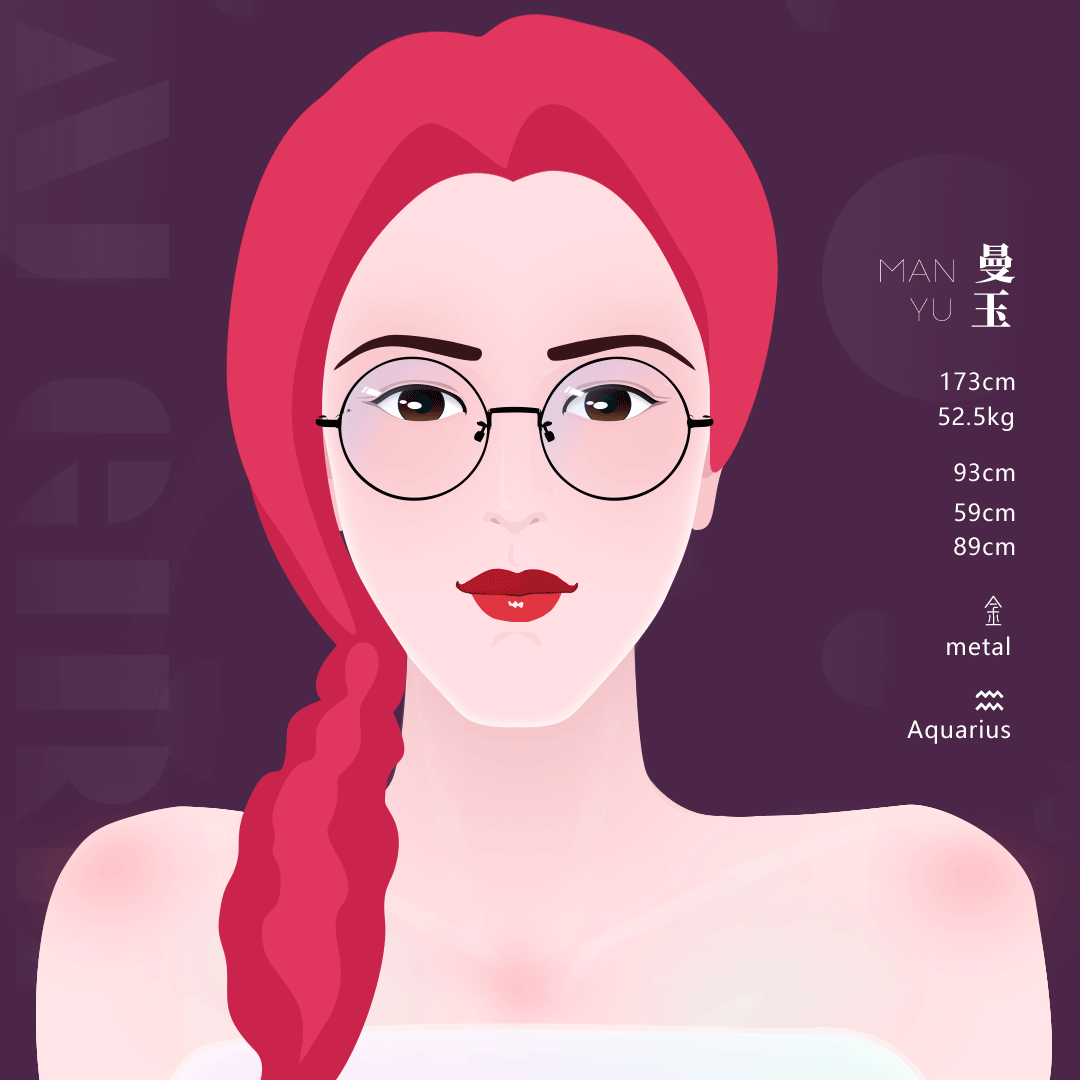 MAN 曼
YU 玉
173cm
52.5kg
93cm
59cm
89cm
金
metal
Aquarius